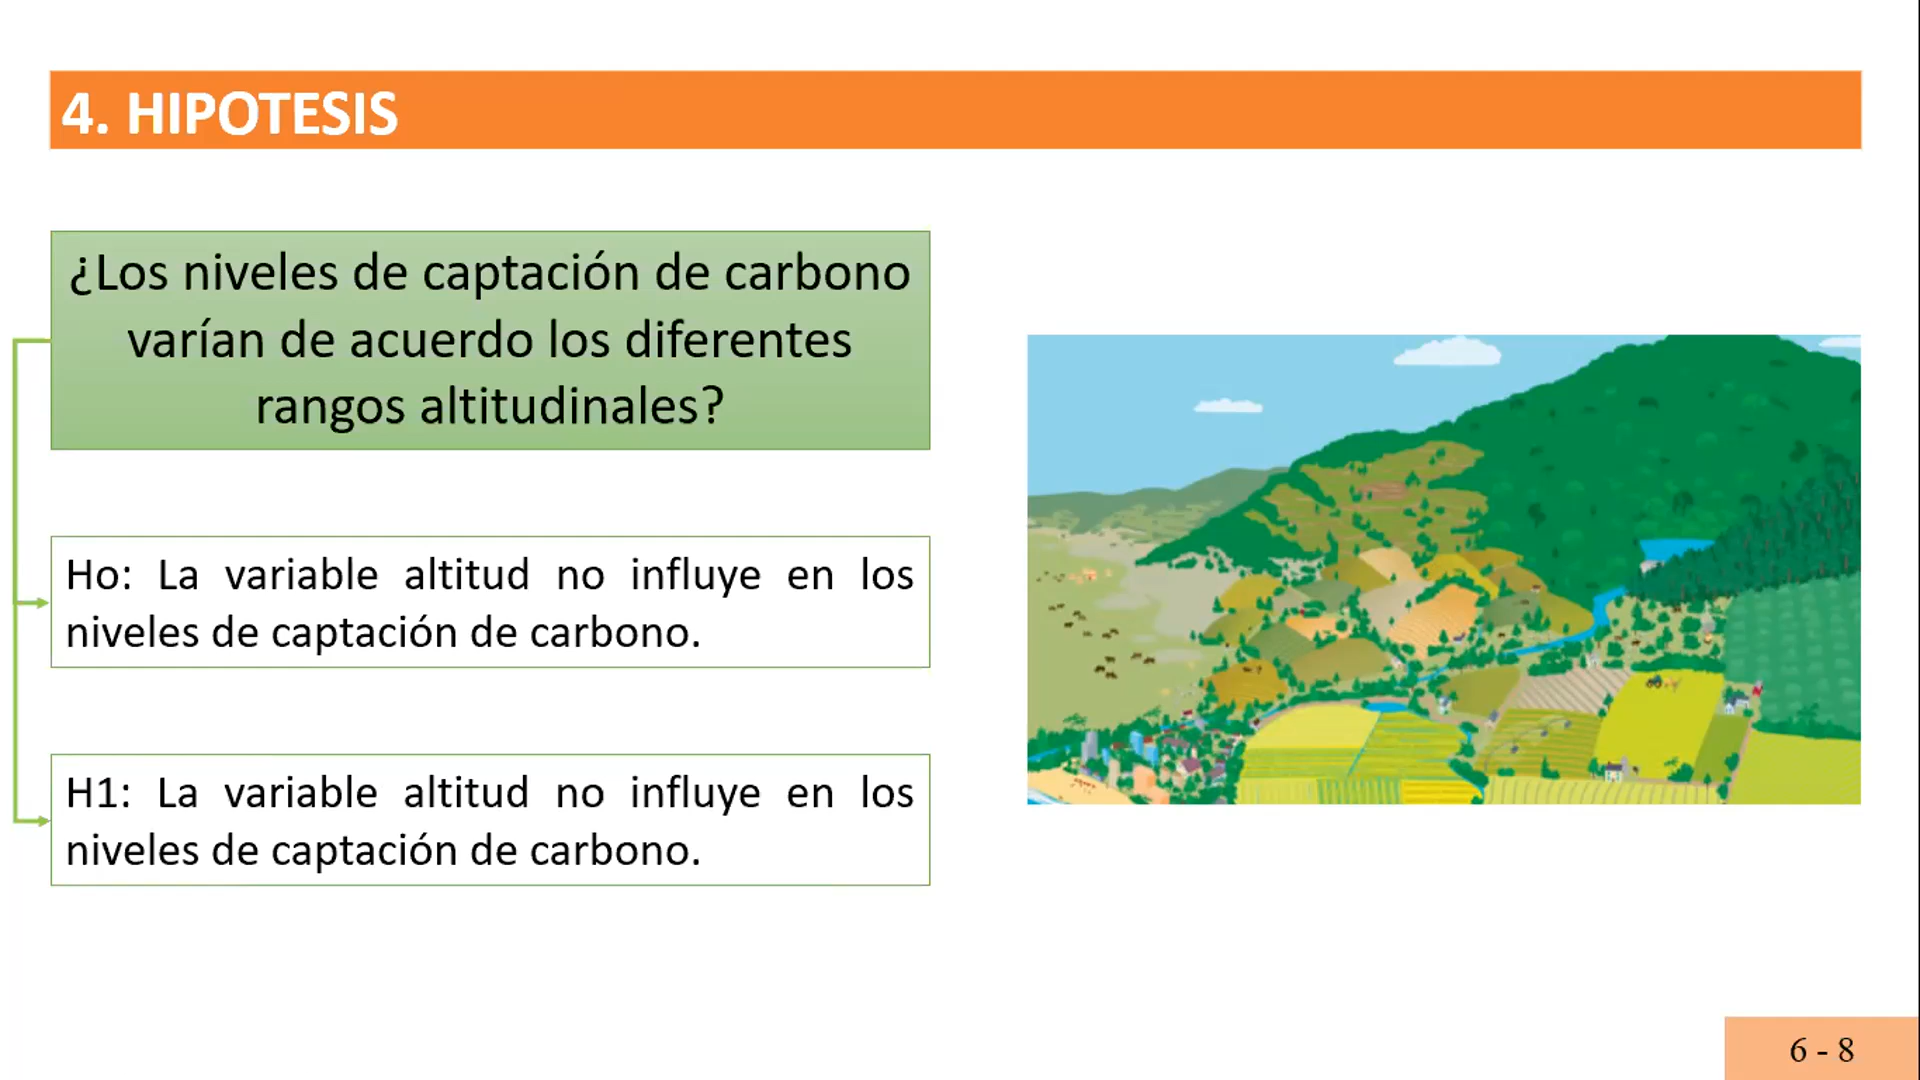 4. HIPOTESIS
¿Los niveles de captación de carbono
varían de acuerdo los diferentes
rangos altitudinales?
Ho: La variable altitud no influye en los
niveles de captación de carbono.
H1: La variable altitud no influye en los
niveles de captación de carbono.
6 - 8